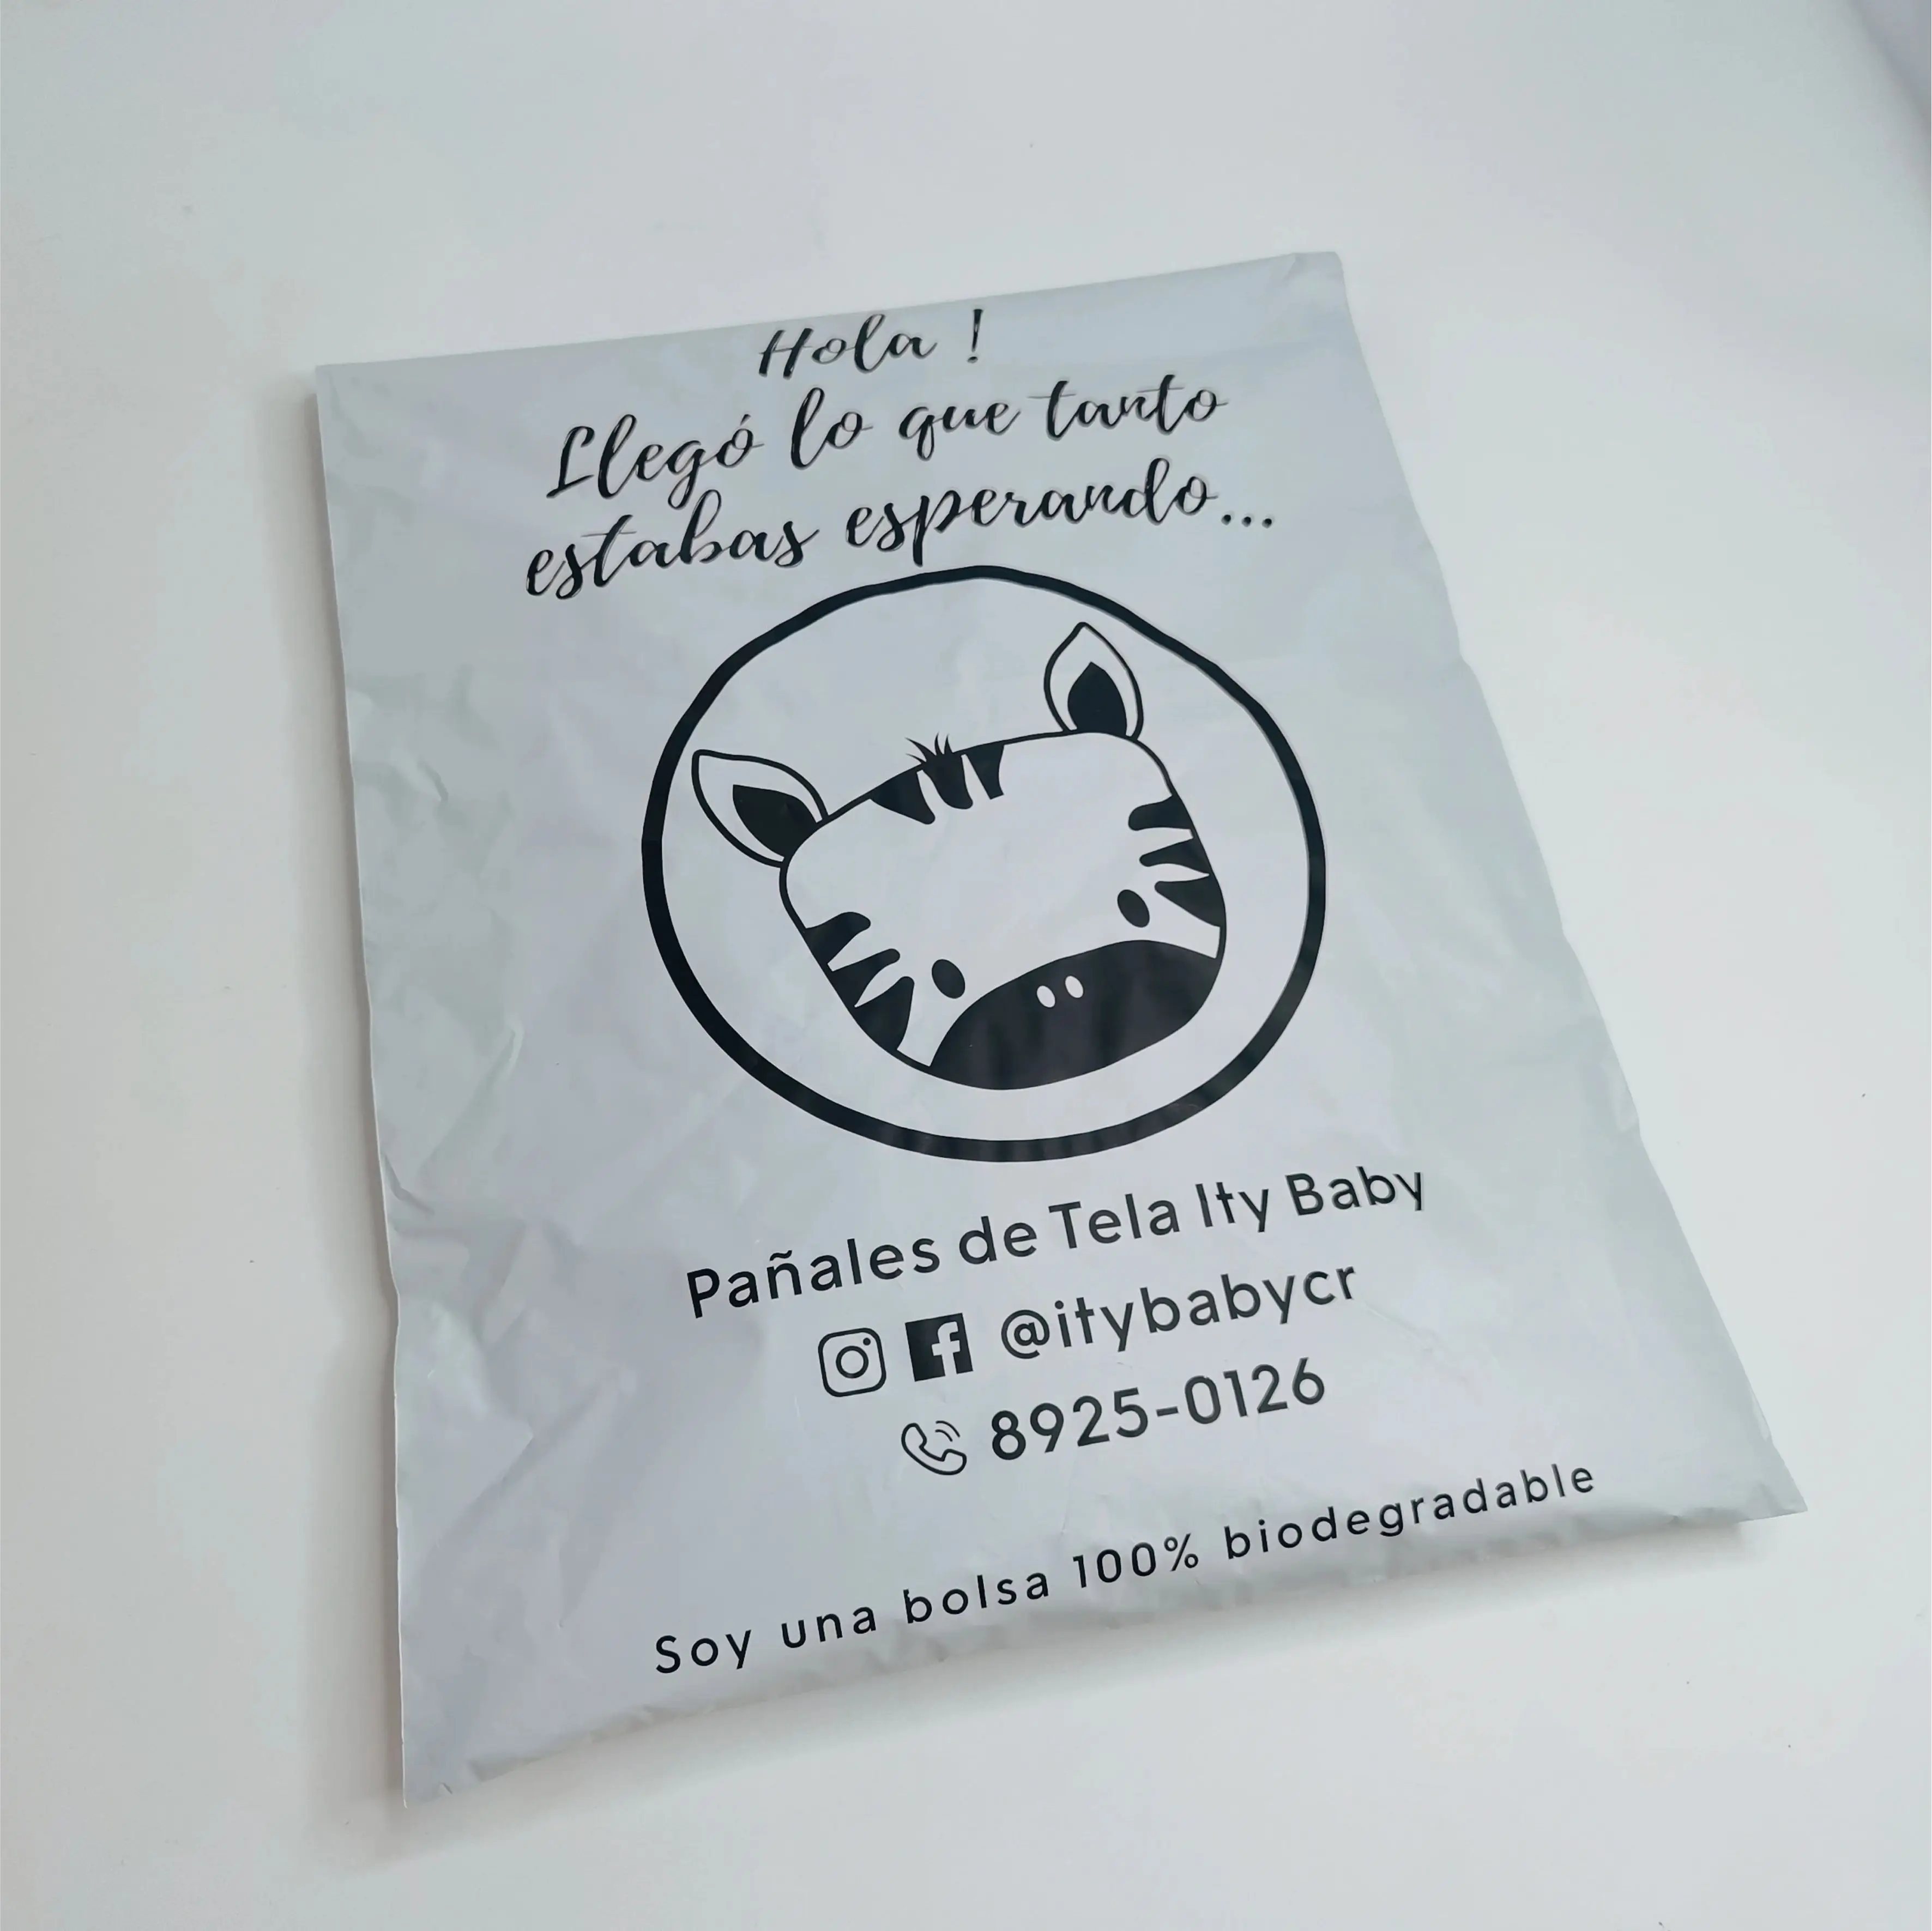 Hola !
Llegó lo que tanto
estabas esperando...
Pañales de Tela Ity Baby
@itybabycr
8925-0126
Soy una bolsa 100% biodegradable